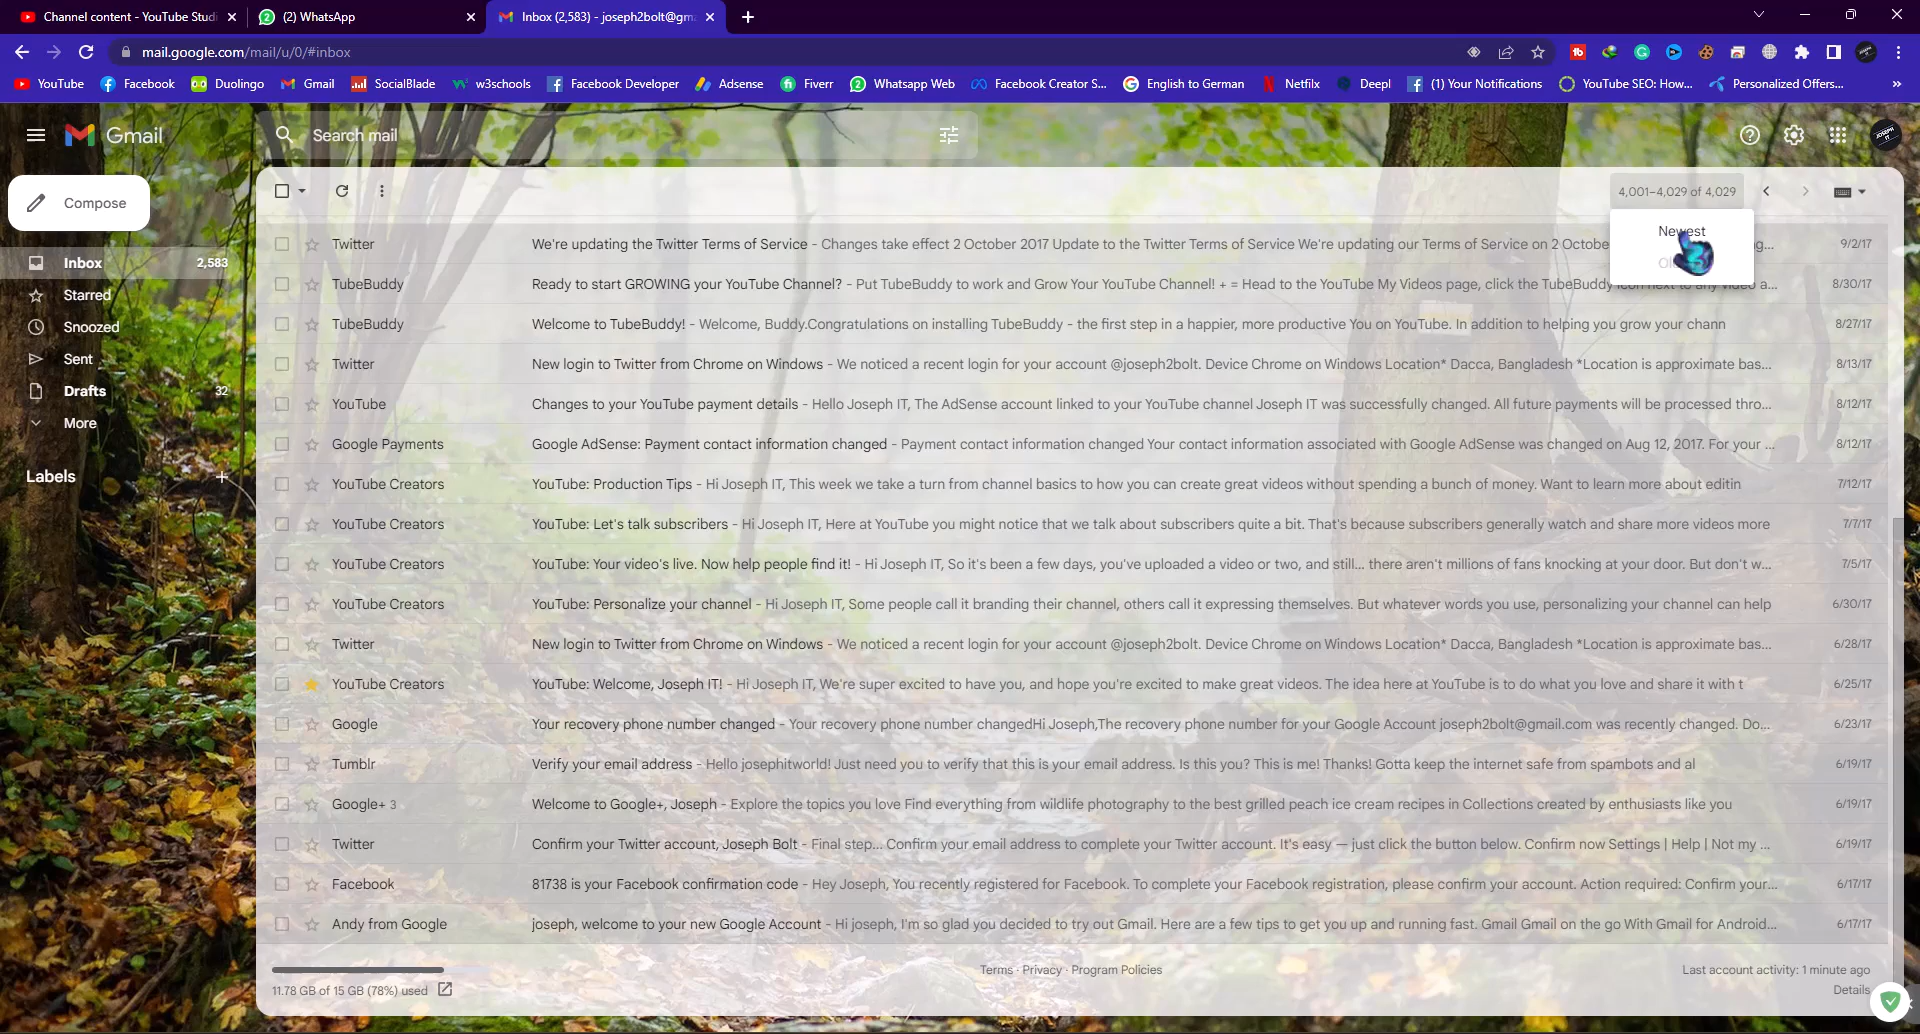 Channel content - YouTube Studi
(2) WhatsApp
Inbox (2,583) - joseph2bolt@gma
mail.google.com/mail/u/0/#inbox
YouTube Facebook Duolingo Gmail SocialBlade w3schools Facebook Developer Adsense Fiverr Whatsapp Web Facebook Creator S... English to German Netfilx Deepl (1) Your Notifications YouTube SEO: How... Personalized Offers... »
Gmail
Search mail
Compose
Inbox 2,583
Starred
Snoozed
Sent
Drafts 32
More
Labels
4,001–4,029 of 4,029
Newest
Twitter We're updating the Twitter Terms of Service - Changes take effect 2 October 2017 Update to the Twitter Terms of Service We're updating our Terms of Service on 2 Octobe 9/2/17
TubeBuddy Ready to start GROWING your YouTube Channel? - Put TubeBuddy to work and Grow Your YouTube Channel! + = Head to the YouTube My Videos page, click the TubeBuddy icon next to any video a... 8/30/17
TubeBuddy Welcome to TubeBuddy! - Welcome, Buddy.Congratulations on installing TubeBuddy - the first step in a happier, more productive You on YouTube. In addition to helping you grow your chann 8/27/17
Twitter New login to Twitter from Chrome on Windows - We noticed a recent login for your account @joseph2bolt. Device Chrome on Windows Location* Dacca, Bangladesh *Location is approximate bas... 8/13/17
YouTube Changes to your YouTube payment details - Hello Joseph IT, The AdSense account linked to your YouTube channel Joseph IT was successfully changed. All future payments will be processed thro... 8/12/17
Google Payments Google AdSense: Payment contact information changed - Payment contact information changed Your contact information associated with Google AdSense was changed on Aug 12, 2017. For your ... 8/12/17
YouTube Creators YouTube: Production Tips - Hi Joseph IT, This week we take a turn from channel basics to how you can create great videos without spending a bunch of money. Want to learn more about editin 7/12/17
YouTube Creators YouTube: Let's talk subscribers - Hi Joseph IT, Here at YouTube you might notice that we talk about subscribers quite a bit. That's because subscribers generally watch and share more videos more 7/7/17
YouTube Creators YouTube: Your video's live. Now help people find it! - Hi Joseph IT, So it's been a few days, you've uploaded a video or two, and still... there aren't millions of fans knocking at your door. But don't w... 7/5/17
YouTube Creators YouTube: Personalize your channel - Hi Joseph IT, Some people call it branding their channel, others call it expressing themselves. But whatever words you use, personalizing your channel can help 6/30/17
Twitter New login to Twitter from Chrome on Windows - We noticed a recent login for your account @joseph2bolt. Device Chrome on Windows Location* Dacca, Bangladesh *Location is approximate bas... 6/28/17
YouTube Creators YouTube: Welcome, Joseph IT! - Hi Joseph IT, We're super excited to have you, and hope you're excited to make great videos. The idea here at YouTube is to do what you love and share it with t 6/25/17
Google Your recovery phone number changed - Your recovery phone number changedHi Joseph,The recovery phone number for your Google Account joseph2bolt@gmail.com was recently changed. Do... 6/23/17
Tumblr Verify your email address - Hello josephitworld! Just need you to verify that this is your email address. Is this you? This is me! Thanks! Gotta keep the internet safe from spambots and al 6/19/17
Google+ 3 Welcome to Google+, Joseph - Explore the topics you love Find everything from wildlife photography to the best grilled peach ice cream recipes in Collections created by enthusiasts like you 6/19/17
Twitter Confirm your Twitter account, Joseph Bolt - Final step... Confirm your email address to complete your Twitter account. It's easy — just click the button below. Confirm now Settings | Help | Not my ... 6/19/17
Facebook 81738 is your Facebook confirmation code - Hey Joseph, You recently registered for Facebook. To complete your Facebook registration, please confirm your account. Action required: Confirm your... 6/17/17
Andy from Google joseph, welcome to your new Google Account - Hi joseph, I'm so glad you decided to try out Gmail. Here are a few tips to get you up and running fast. Gmail Gmail on the go With Gmail for Android... 6/17/17
11.78 GB of 15 GB (78%) used
Terms · Privacy · Program Policies
Last account activity: 1 minute ago
Details